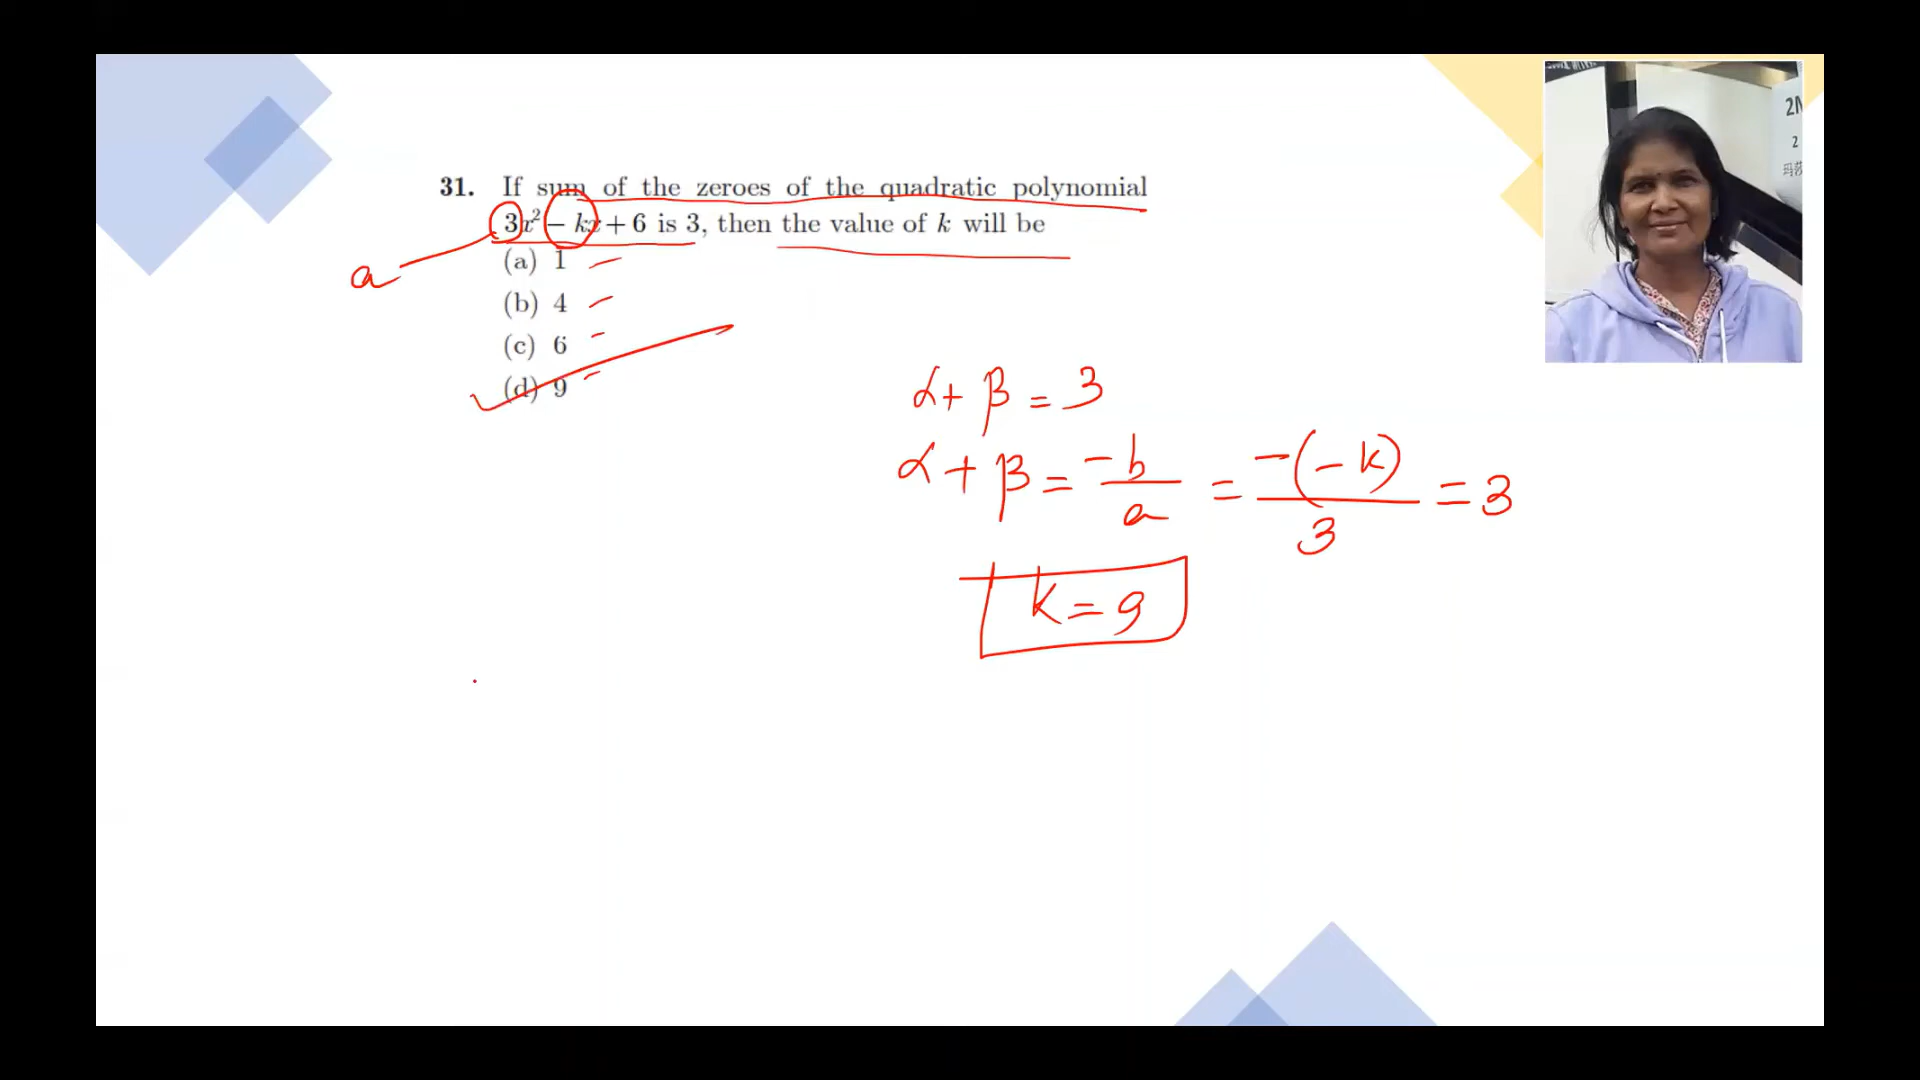 31. If sum of the zeroes of the quadratic polynomial
3x² − kx + 6 is 3, then the value of k will be
(a) 1
(b) 4
(c) 6
(d) 9
a
α + β = 3
α + β = -b/a = -(-k)/3 = 3
k = 9
2